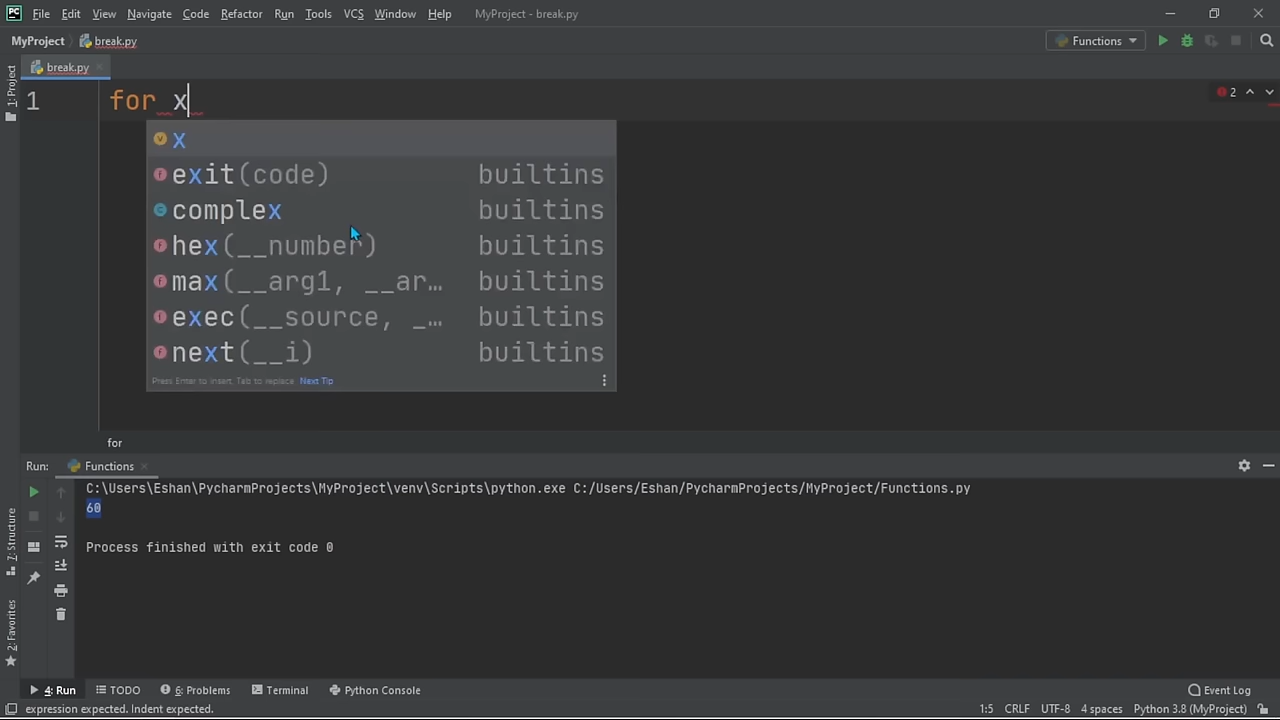 File Edit View Navigate Code Refactor Run Tools VCS Window Help MyProject - break.py
MyProject break.py Functions
1: Project
break.py
1 for x
2
x
exit(code) builtins
complex builtins
hex(__number) builtins
max(__arg1, __ar… builtins
exec(__source, _… builtins
next(__i) builtins
Press Enter to insert, Tab to replace Next Tip
for
Run: Functions
C:\Users\Eshan\PycharmProjects\MyProject\venv\Scripts\python.exe C:/Users/Eshan/PycharmProjects/MyProject/Functions.py
60
Process finished with exit code 0
7: Structure
2: Favorites
4: Run TODO 6: Problems Terminal Python Console Event Log
expression expected. Indent expected. 1:5 CRLF UTF-8 4 spaces Python 3.8 (MyProject)